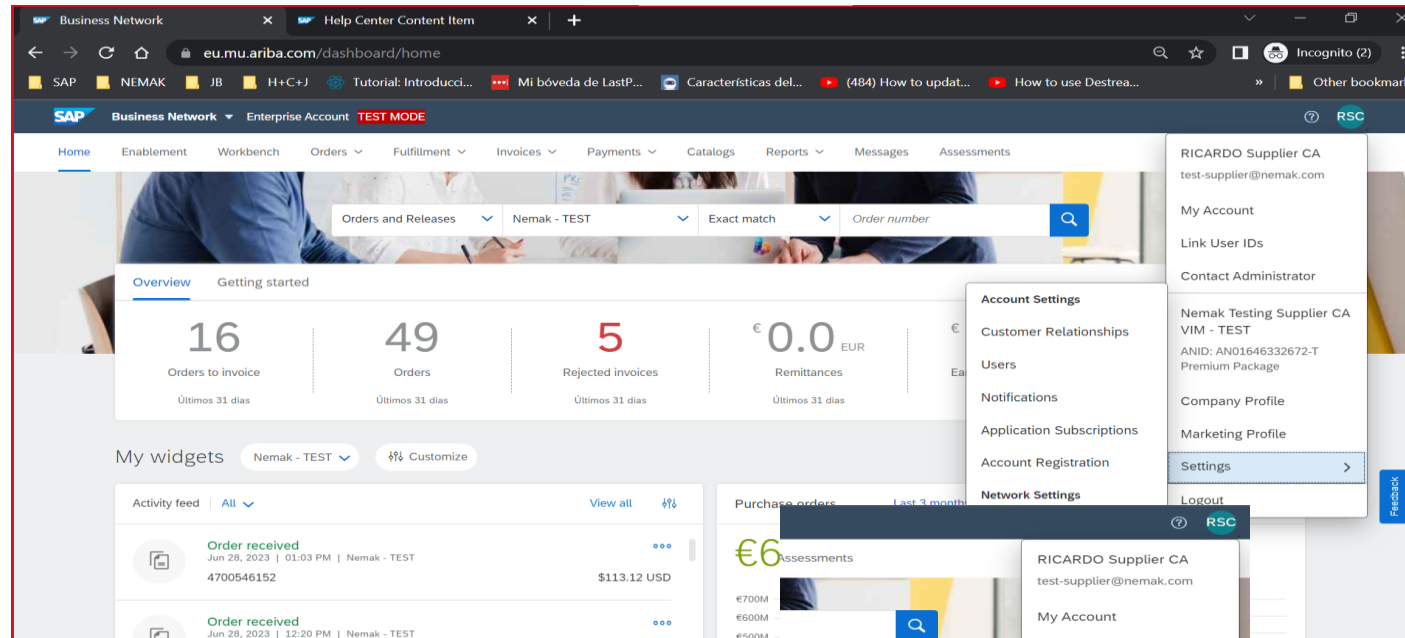 Business Network
Help Center Content Item
eu.mu.ariba.com/dashboard/home
Incognito (2)
SAP NEMAK JB H+C+J Tutorial: Introducci... Mi bóveda de LastP... Características del... (484) How to updat... How to use Destrea... » Other bookmar
SAP Business Network Enterprise Account TEST MODE
RSC
Home Enablement Workbench Orders Fulfillment Invoices Payments Catalogs Reports Messages Assessments
Orders and Releases Nemak - TEST Exact match Order number
Overview Getting started
16
Orders to invoice
Últimos 31 dias
49
Orders
Últimos 31 dias
5
Rejected invoices
Últimos 31 dias
€ 0.0 EUR
Remittances
Últimos 31 dias
€
Ea
RICARDO Supplier CA
test-supplier@nemak.com
My Account
Link User IDs
Contact Administrator
Nemak Testing Supplier CA
VIM - TEST
ANID: AN01646332672-T
Premium Package
Company Profile
Marketing Profile
Settings
Logout
Account Settings
Customer Relationships
Users
Notifications
Application Subscriptions
Account Registration
Network Settings
Feedback
My widgets Nemak - TEST Customize
Activity feed All View all
Order received
Jun 28, 2023 | 01:03 PM | Nemak - TEST
4700546152 $113.12 USD
Order received
Jun 28, 2023 | 12:20 PM | Nemak - TEST
Purchase orders Last 3 month
€6
€700M
€600M
€500M
RSC
Assessments
RICARDO Supplier CA
test-supplier@nemak.com
My Account